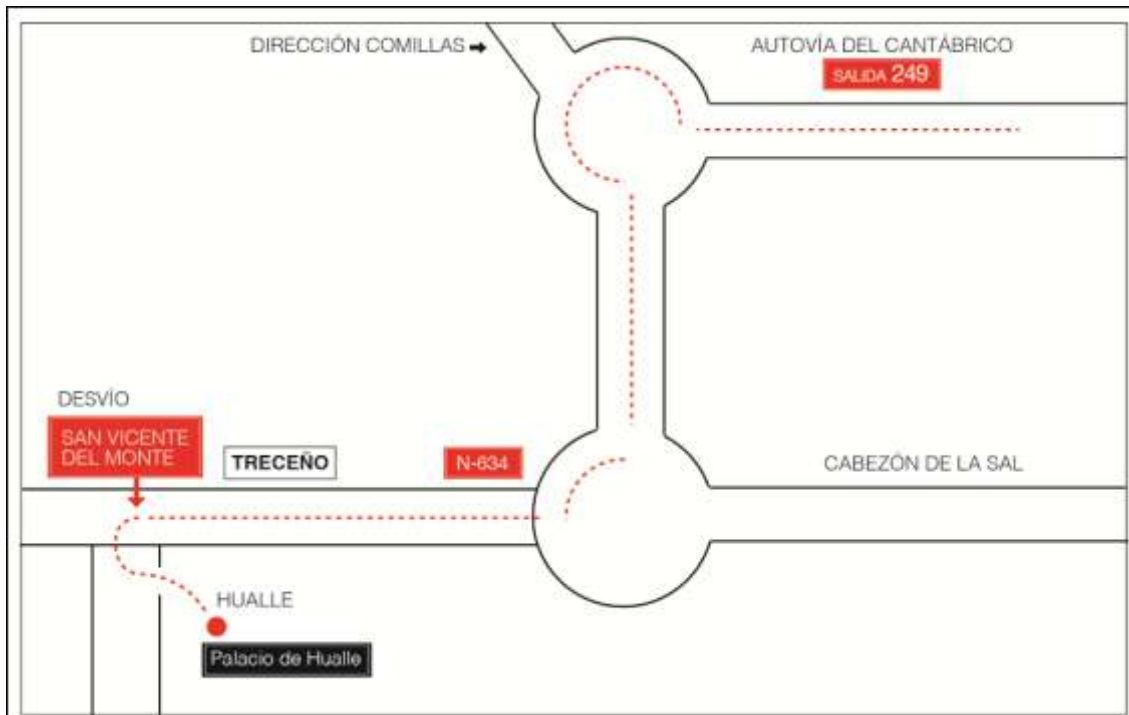 DIRECCIÓN COMILLAS
AUTOVÍA DEL CANTÁBRICO
SALIDA 249
DESVÍO
SAN VICENTE
DEL MONTE
TRECEÑO
N-634
CABEZÓN DE LA SAL
HUALLE
Palacio de Hualle